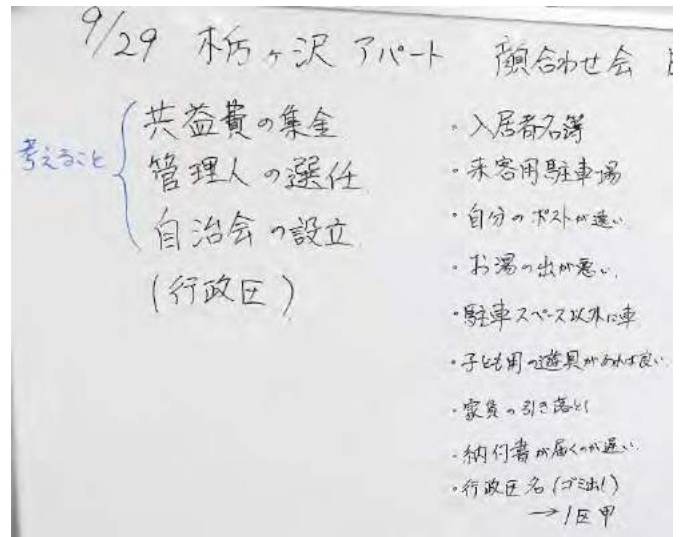 9/29 栃ヶ沢 アパート 顔合わせ会
考えること
共益費の集金
管理人の選任
自治会の設立
(行政区)
・入居者名簿
・来客用駐車場
・自分のポストが遠い
・お湯の出が悪い
・駐車スペース以外に車
・子ども用の遊具があれば良い
・家賃の引き落とし
・納付書が届くのが遅い
・行政区名(ゴミ出し)
→1区甲